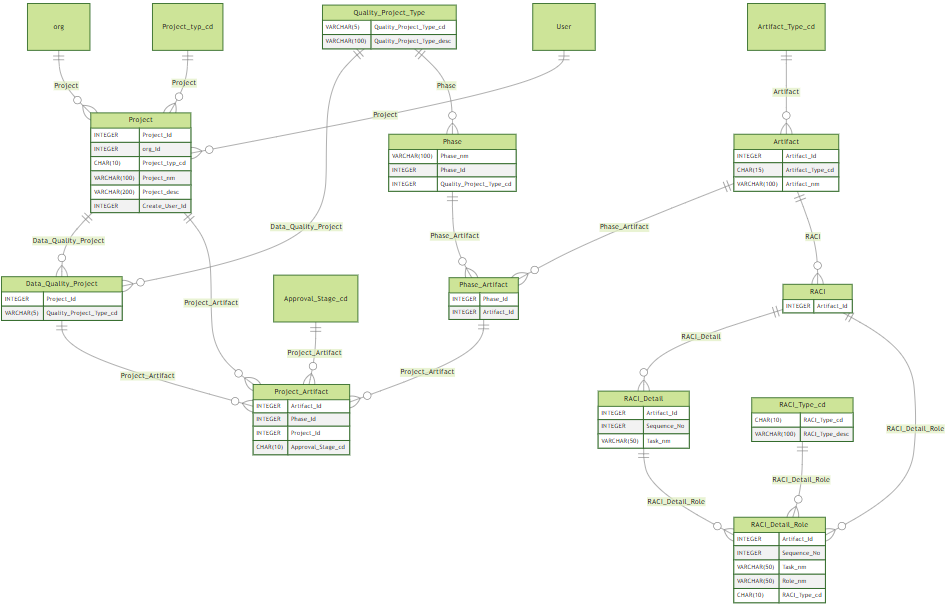 org
Project_typ_cd
Quality_Project_Type
VARCHAR(5) Quality_Project_Type_cd
VARCHAR(100) Quality_Project_Type_desc
User
Artifact_Type_cd
Project
Project
Phase
Artifact
Project
Project
INTEGER Project_Id
INTEGER org_Id
CHAR(10) Project_typ_cd
VARCHAR(100) Project_nm
VARCHAR(200) Project_desc
INTEGER Create_User_Id
Phase
VARCHAR(100) Phase_nm
INTEGER Phase_Id
INTEGER Quality_Project_Type_cd
Artifact
INTEGER Artifact_Id
CHAR(15) Artifact_Type_cd
VARCHAR(100) Artifact_nm
Data_Quality_Project
Data_Quality_Project
Phase_Artifact
Phase_Artifact
RACI
Data_Quality_Project
INTEGER Project_Id
VARCHAR(5) Quality_Project_Type_cd
Project_Artifact
Approval_Stage_cd
Phase_Artifact
INTEGER Phase_Id
INTEGER Artifact_Id
RACI
INTEGER Artifact_Id
Project_Artifact
Project_Artifact
Project_Artifact
RACI_Detail
Project_Artifact
INTEGER Artifact_Id
INTEGER Phase_Id
INTEGER Project_Id
CHAR(10) Approval_Stage_cd
RACI_Detail
INTEGER Artifact_Id
INTEGER Sequence_No
VARCHAR(50) Task_nm
RACI_Type_cd
CHAR(10) RACI_Type_cd
VARCHAR(100) RACI_Type_desc
RACI_Detail_Role
RACI_Detail_Role
RACI_Detail_Role
RACI_Detail_Role
INTEGER Artifact_Id
INTEGER Sequence_No
VARCHAR(50) Task_nm
VARCHAR(50) Role_nm
CHAR(10) RACI_Type_cd